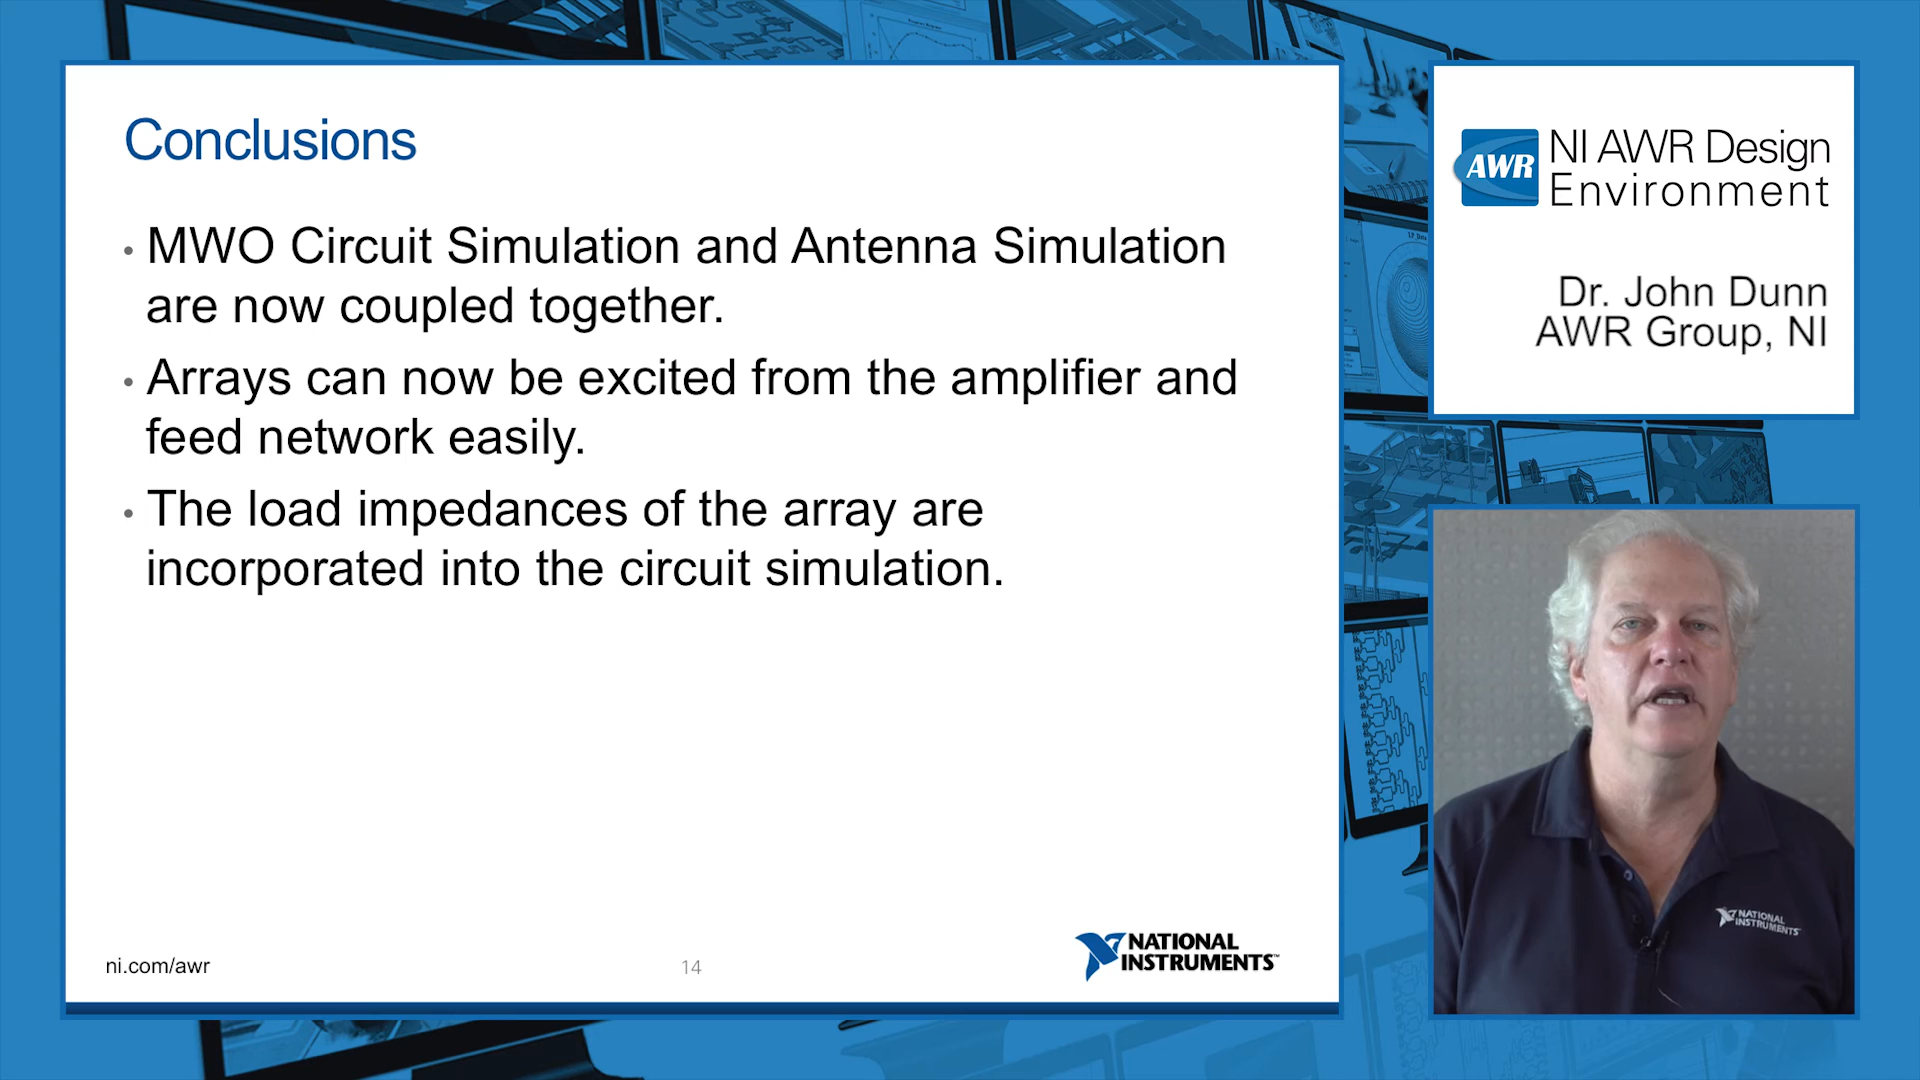 Conclusions
• MWO Circuit Simulation and Antenna Simulation
are now coupled together.
• Arrays can now be excited from the amplifier and
feed network easily.
• The load impedances of the array are
incorporated into the circuit simulation.
ni.com/awr
14
NATIONAL
INSTRUMENTS™
AWR
NI AWR Design
Environment
Dr. John Dunn
AWR Group, NI
NATIONAL
INSTRUMENTS